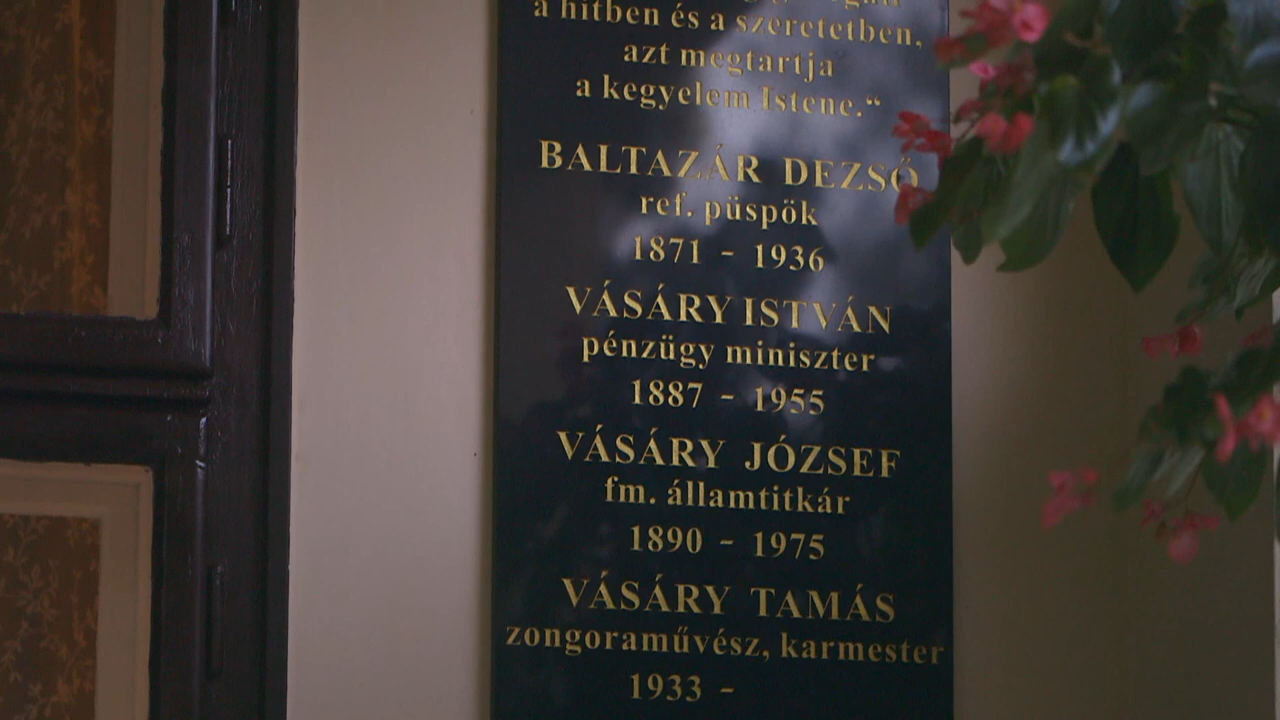 a hitben és a szeretetben,
azt megtartja
a kegyelem Istene.“
BALTAZÁR DEZSŐ
ref. püspök
1871 - 1936
VÁSÁRY ISTVÁN
pénzügy miniszter
1887 - 1955
VÁSÁRY JÓZSEF
fm. államtitkár
1890 - 1975
VÁSÁRY TAMÁS
zongoraművész, karmester
1933 -